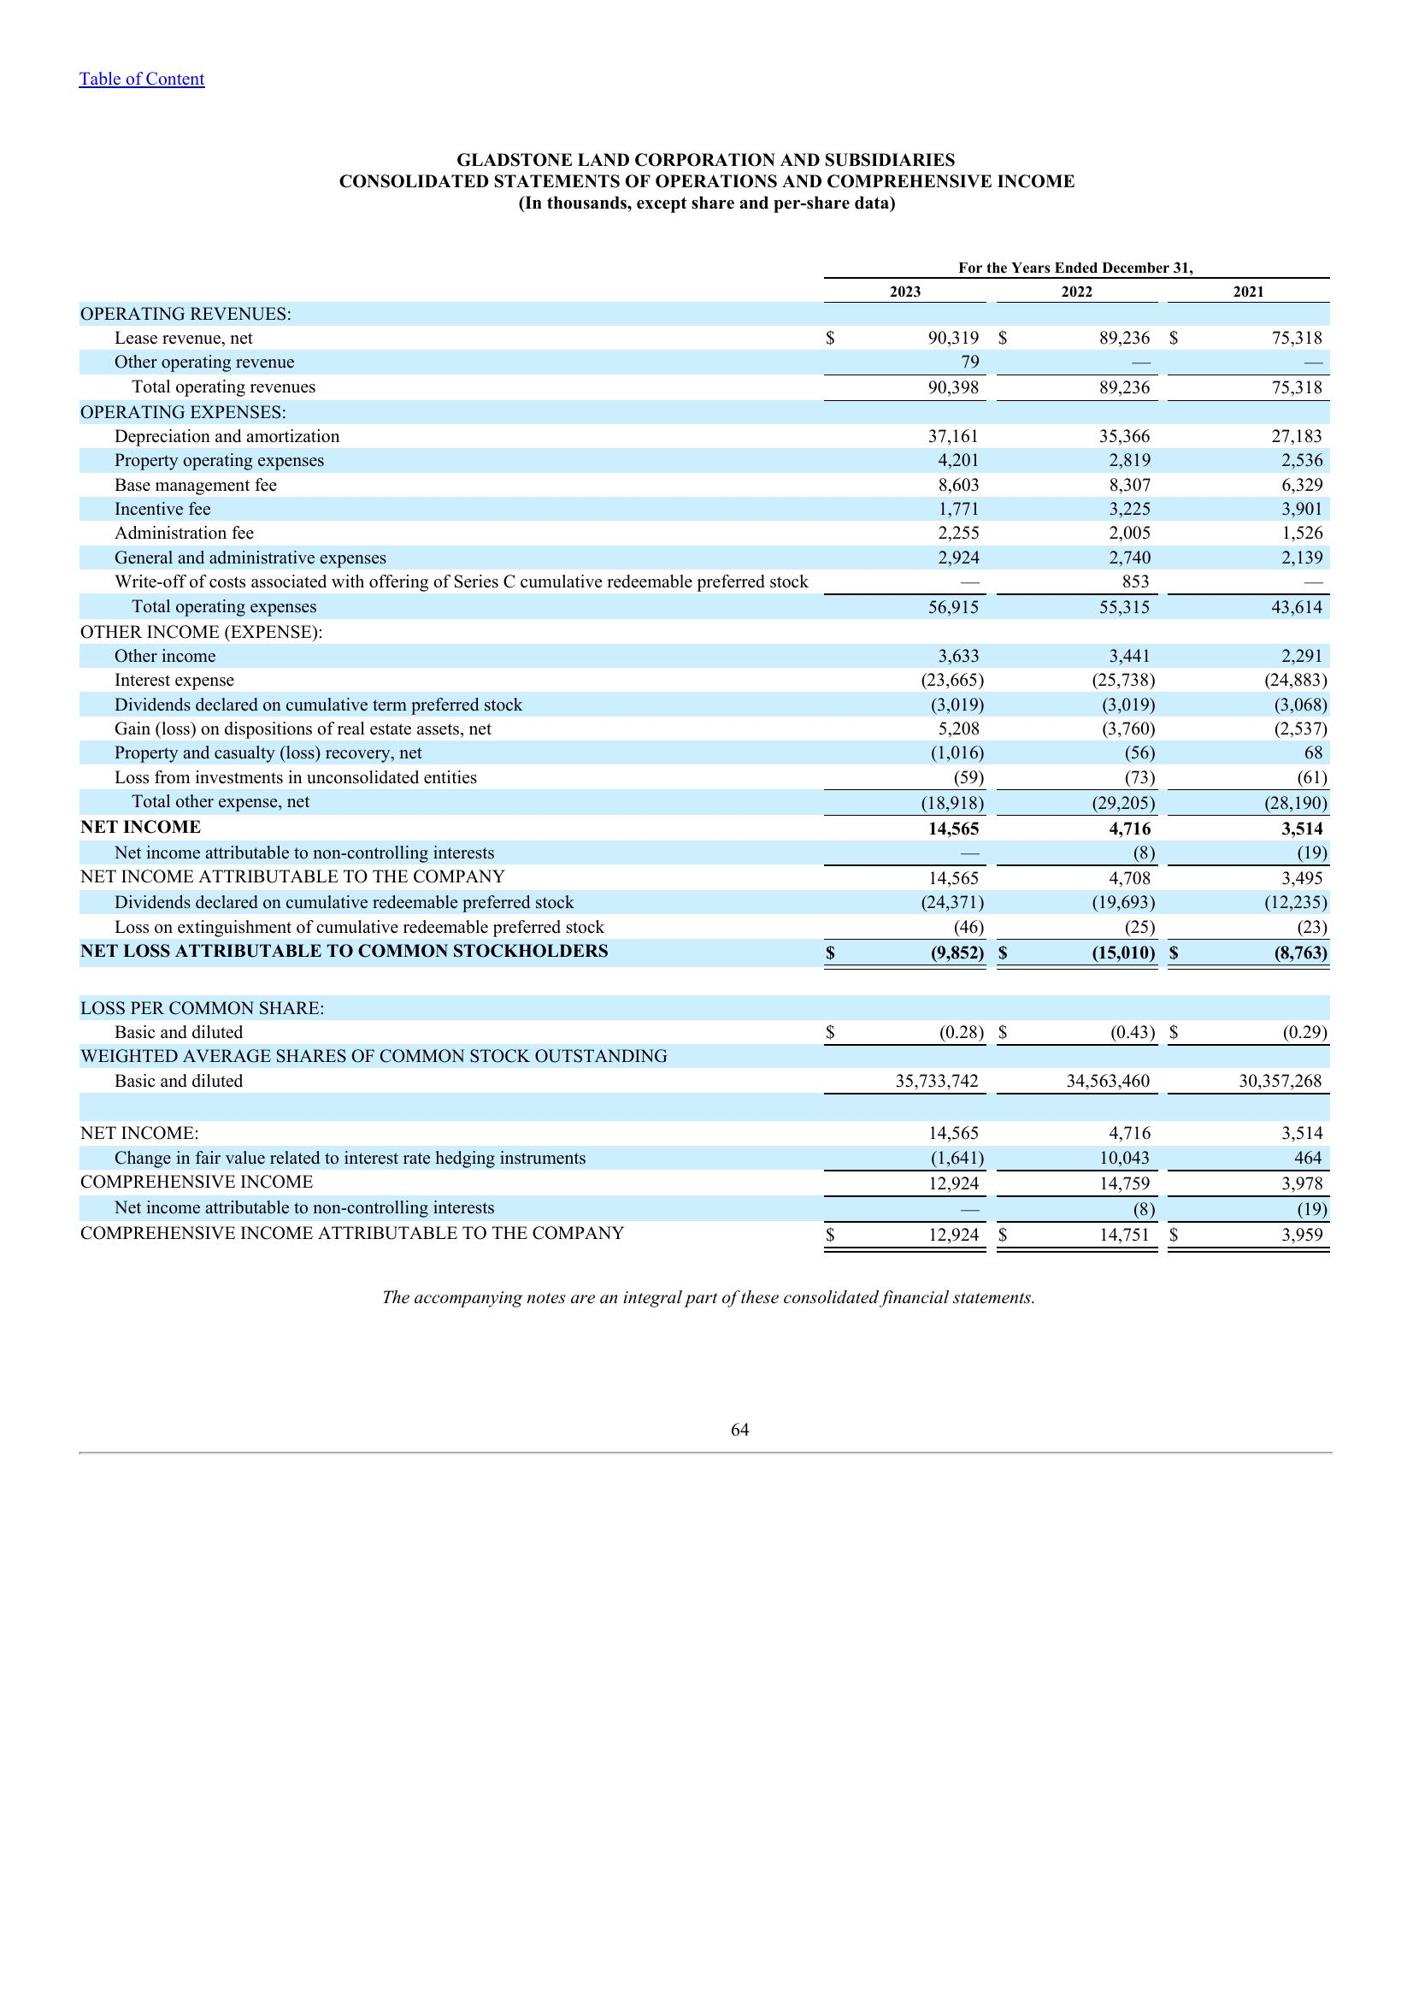 Table of Content
GLADSTONE LAND CORPORATION AND SUBSIDIARIES
CONSOLIDATED STATEMENTS OF OPERATIONS AND COMPREHENSIVE INCOME
(In thousands, except share and per-share data)
For the Years Ended December 31,
2023 2022 2021
OPERATING REVENUES:
Lease revenue, net $ 90,319 $ 89,236 $ 75,318
Other operating revenue 79 — —
Total operating revenues 90,398 89,236 75,318
OPERATING EXPENSES:
Depreciation and amortization 37,161 35,366 27,183
Property operating expenses 4,201 2,819 2,536
Base management fee 8,603 8,307 6,329
Incentive fee 1,771 3,225 3,901
Administration fee 2,255 2,005 1,526
General and administrative expenses 2,924 2,740 2,139
Write-off of costs associated with offering of Series C cumulative redeemable preferred stock — 853 —
Total operating expenses 56,915 55,315 43,614
OTHER INCOME (EXPENSE):
Other income 3,633 3,441 2,291
Interest expense (23,665) (25,738) (24,883)
Dividends declared on cumulative term preferred stock (3,019) (3,019) (3,068)
Gain (loss) on dispositions of real estate assets, net 5,208 (3,760) (2,537)
Property and casualty (loss) recovery, net (1,016) (56) 68
Loss from investments in unconsolidated entities (59) (73) (61)
Total other expense, net (18,918) (29,205) (28,190)
NET INCOME 14,565 4,716 3,514
Net income attributable to non-controlling interests — (8) (19)
NET INCOME ATTRIBUTABLE TO THE COMPANY 14,565 4,708 3,495
Dividends declared on cumulative redeemable preferred stock (24,371) (19,693) (12,235)
Loss on extinguishment of cumulative redeemable preferred stock (46) (25) (23)
NET LOSS ATTRIBUTABLE TO COMMON STOCKHOLDERS $ (9,852) $ (15,010) $ (8,763)
LOSS PER COMMON SHARE:
Basic and diluted $ (0.28) $ (0.43) $ (0.29)
WEIGHTED AVERAGE SHARES OF COMMON STOCK OUTSTANDING
Basic and diluted 35,733,742 34,563,460 30,357,268
NET INCOME: 14,565 4,716 3,514
Change in fair value related to interest rate hedging instruments (1,641) 10,043 464
COMPREHENSIVE INCOME 12,924 14,759 3,978
Net income attributable to non-controlling interests — (8) (19)
COMPREHENSIVE INCOME ATTRIBUTABLE TO THE COMPANY $ 12,924 $ 14,751 $ 3,959
The accompanying notes are an integral part of these consolidated financial statements.
64